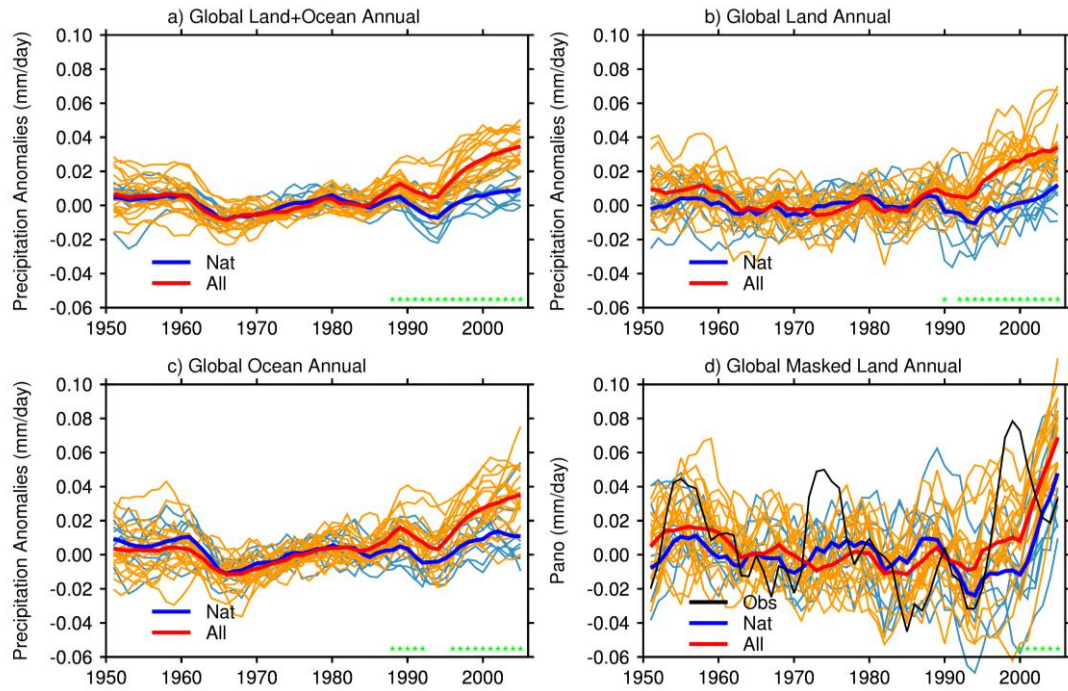 a) Global Land+Ocean Annual
Precipitation Anomalies (mm/day)
0.10
0.08
0.06
0.04
0.02
0.00
-0.02
-0.04
-0.06
Nat
All
1950 1960 1970 1980 1990 2000
b) Global Land Annual
Precipitation Anomalies (mm/day)
0.10
0.08
0.06
0.04
0.02
0.00
-0.02
-0.04
-0.06
Nat
All
1950 1960 1970 1980 1990 2000
c) Global Ocean Annual
Precipitation Anomalies (mm/day)
0.10
0.08
0.06
0.04
0.02
0.00
-0.02
-0.04
-0.06
Nat
All
1950 1960 1970 1980 1990 2000
d) Global Masked Land Annual
Pano (mm/day)
0.10
0.08
0.06
0.04
0.02
0.00
-0.02
-0.04
-0.06
Obs
Nat
All
1950 1960 1970 1980 1990 2000